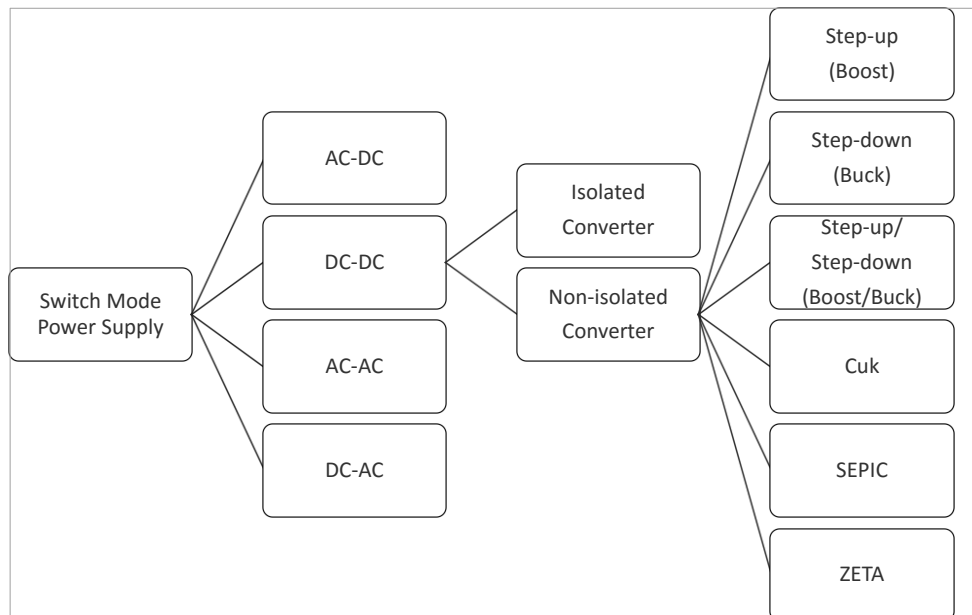 Switch Mode
Power Supply
AC-DC
DC-DC
AC-AC
DC-AC
Isolated
Converter
Non-isolated
Converter
Step-up
(Boost)
Step-down
(Buck)
Step-up/
Step-down
(Boost/Buck)
Cuk
SEPIC
ZETA